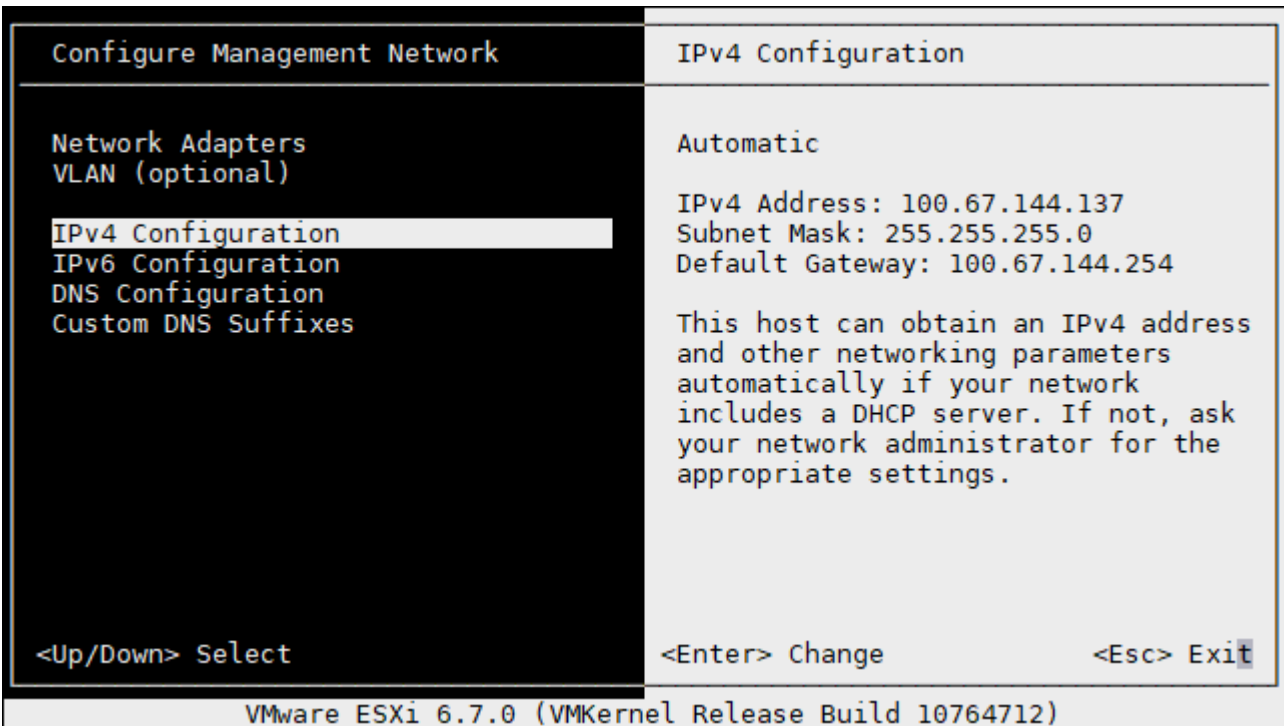 Configure Management Network
Network Adapters
VLAN (optional)
IPv4 Configuration
IPv6 Configuration
DNS Configuration
Custom DNS Suffixes
<Up/Down> Select
IPv4 Configuration
Automatic
IPv4 Address: 100.67.144.137
Subnet Mask: 255.255.255.0
Default Gateway: 100.67.144.254
This host can obtain an IPv4 address
and other networking parameters
automatically if your network
includes a DHCP server. If not, ask
your network administrator for the
appropriate settings.
<Enter> Change <Esc> Exit
VMware ESXi 6.7.0 (VMKernel Release Build 10764712)